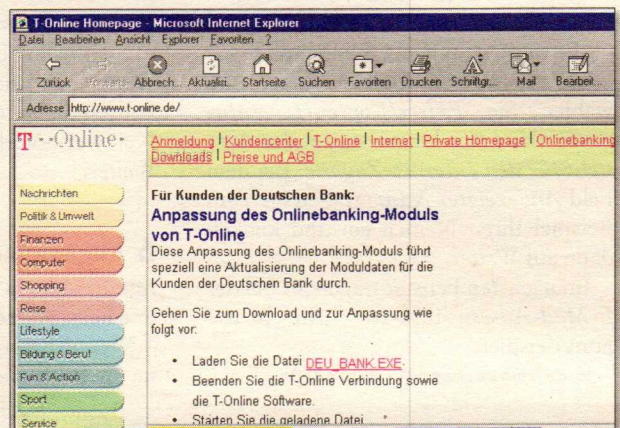 T-Online Homepage - Microsoft Internet Explorer
Datei Bearbeiten Ansicht Explorer Favoriten ?
Zurück Vorwärts Abbrech... Aktualisi... Startseite Suchen Favoriten Drucken Schriftgr... Mail Bearbeit...
Adresse http://www.t-online.de/
T - -Online-
Anmeldung | Kundencenter | T-Online | Internet | Private Homepage | Onlinebanking
Downloads | Preise und AGB
Nachrichten
Politik & Umwelt
Finanzen
Computer
Shopping
Reise
Lifestyle
Bildung & Beruf
Fun & Action
Sport
Service
Für Kunden der Deutschen Bank:
Anpassung des Onlinebanking-Moduls
von T-Online
Diese Anpassung des Onlinebanking-Moduls führt
speziell eine Aktualisierung der Moduldaten für die
Kunden der Deutschen Bank durch.
Gehen Sie zum Download und zur Anpassung wie
folgt vor:
• Laden Sie die Datei DEU_BANK.EXE.
• Beenden Sie die T-Online Verbindung sowie
die T-Online Software.
• Starten Sie die geladene Datei